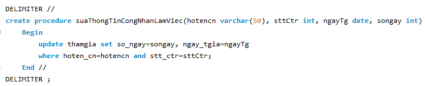 DELIMITER //
create procedure suaThongTinCongNhanLamViec(hotencn varchar(50), sttCtr int, ngayTg date, songay int)
Begin
update thamgia set so_ngay=songay, ngay_tgia=ngayTg
where hoten_cn=hotencn and stt_ctr=sttCtr;
End //
DELIMITER ;